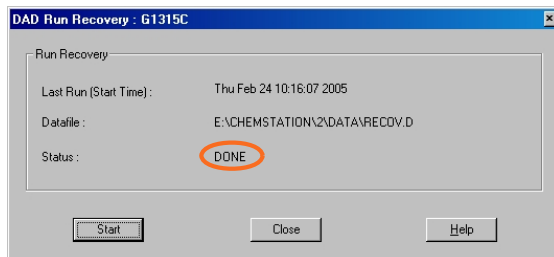 DAD Run Recovery : G1315C
Run Recovery
Last Run (Start Time) : Thu Feb 24 10:16:07 2005
Datafile : E:\CHEMSTATION\2\DATA\RECOV.D
Status : DONE
Start Close Help